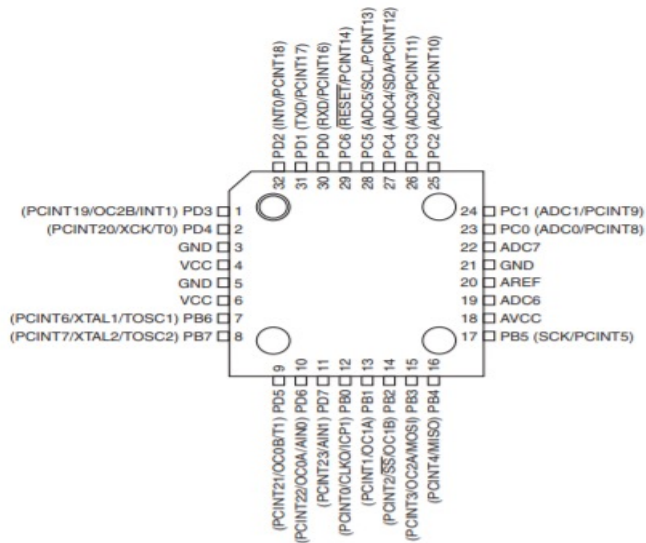 32 PD2 (INT0/PCINT18)
31 PD1 (TXD/PCINT17)
30 PD0 (RXD/PCINT16)
29 PC6 (RESET/PCINT14)
28 PC5 (ADC5/SCL/PCINT13)
27 PC4 (ADC4/SDA/PCINT12)
26 PC3 (ADC3/PCINT11)
25 PC2 (ADC2/PCINT10)
(PCINT19/OC2B/INT1) PD3 1
(PCINT20/XCK/T0) PD4 2
GND 3
VCC 4
GND 5
VCC 6
(PCINT6/XTAL1/TOSC1) PB6 7
(PCINT7/XTAL2/TOSC2) PB7 8
24 PC1 (ADC1/PCINT9)
23 PC0 (ADC0/PCINT8)
22 ADC7
21 GND
20 AREF
19 ADC6
18 AVCC
17 PB5 (SCK/PCINT5)
(PCINT21/OC0B/T1) PD5 9
(PCINT22/OC0A/AIN0) PD6 10
(PCINT23/AIN1) PD7 11
(PCINT0/CLKO/ICP1) PB0 12
(PCINT1/OC1A) PB1 13
(PCINT2/SS/OC1B) PB2 14
(PCINT3/OC2A/MOSI) PB3 15
(PCINT4/MISO) PB4 16